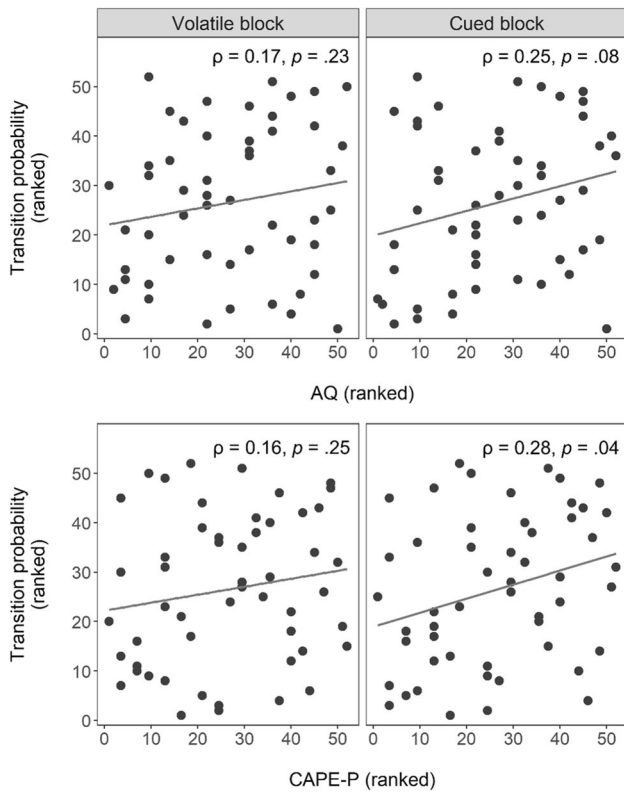 Volatile block
Cued block
ρ = 0.17, p = .23
ρ = 0.25, p = .08
Transition probability
(ranked)
50
40
30
20
10
0
0 10 20 30 40 50
0 10 20 30 40 50
AQ (ranked)
ρ = 0.16, p = .25
ρ = 0.28, p = .04
Transition probability
(ranked)
50
40
30
20
10
0
0 10 20 30 40 50
0 10 20 30 40 50
CAPE-P (ranked)